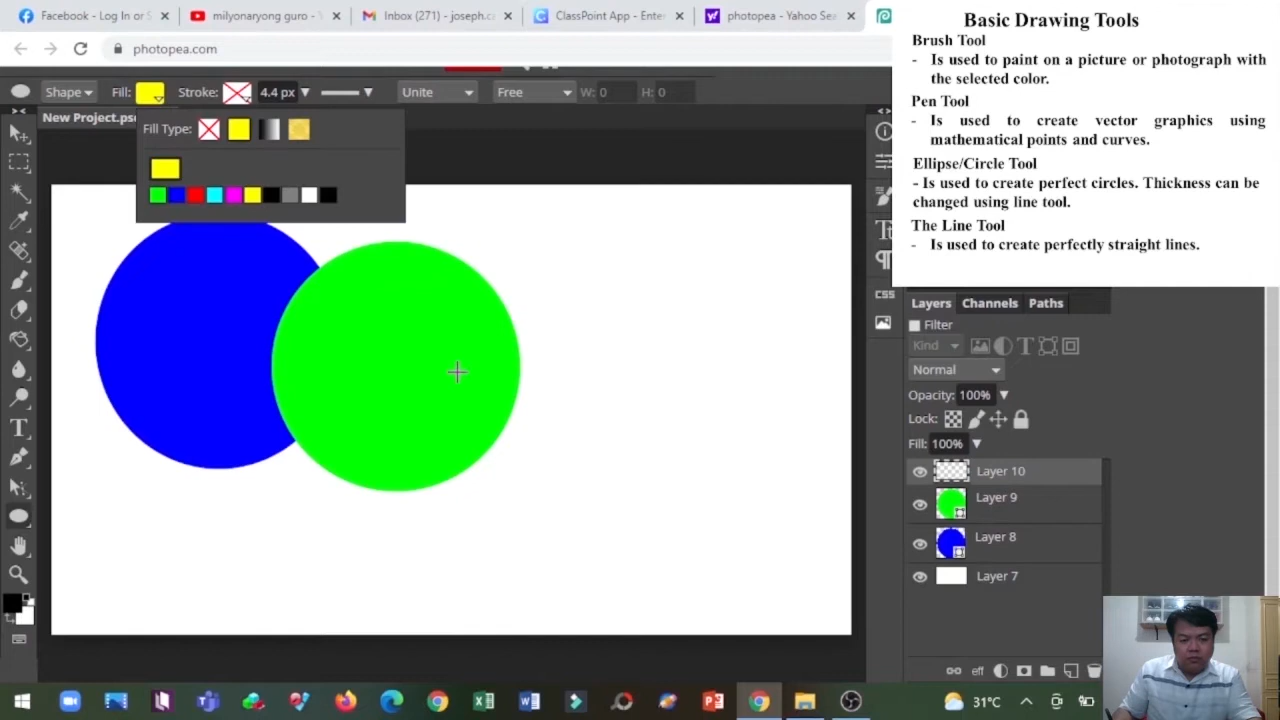 Facebook - Log In or S
milyonaryong guro -
Inbox (271) - joseph.c
ClassPoint App - Enter
photopea - Yahoo Sea
photopea.com
Shape
Fill:
Stroke:
4.4 px
Unite
Free
W: 0
H: 0
New Project.psd
Fill Type:
Basic Drawing Tools
Brush Tool
- Is used to paint on a picture or photograph with
the selected color.
Pen Tool
- Is used to create vector graphics using
mathematical points and curves.
Ellipse/Circle Tool
- Is used to create perfect circles. Thickness can be
changed using line tool.
The Line Tool
- Is used to create perfectly straight lines.
CSS
Layers Channels Paths
Filter
Kind
Normal
Opacity: 100%
Lock:
Fill: 100%
Layer 10
Layer 9
Layer 8
Layer 7
eff
31°C